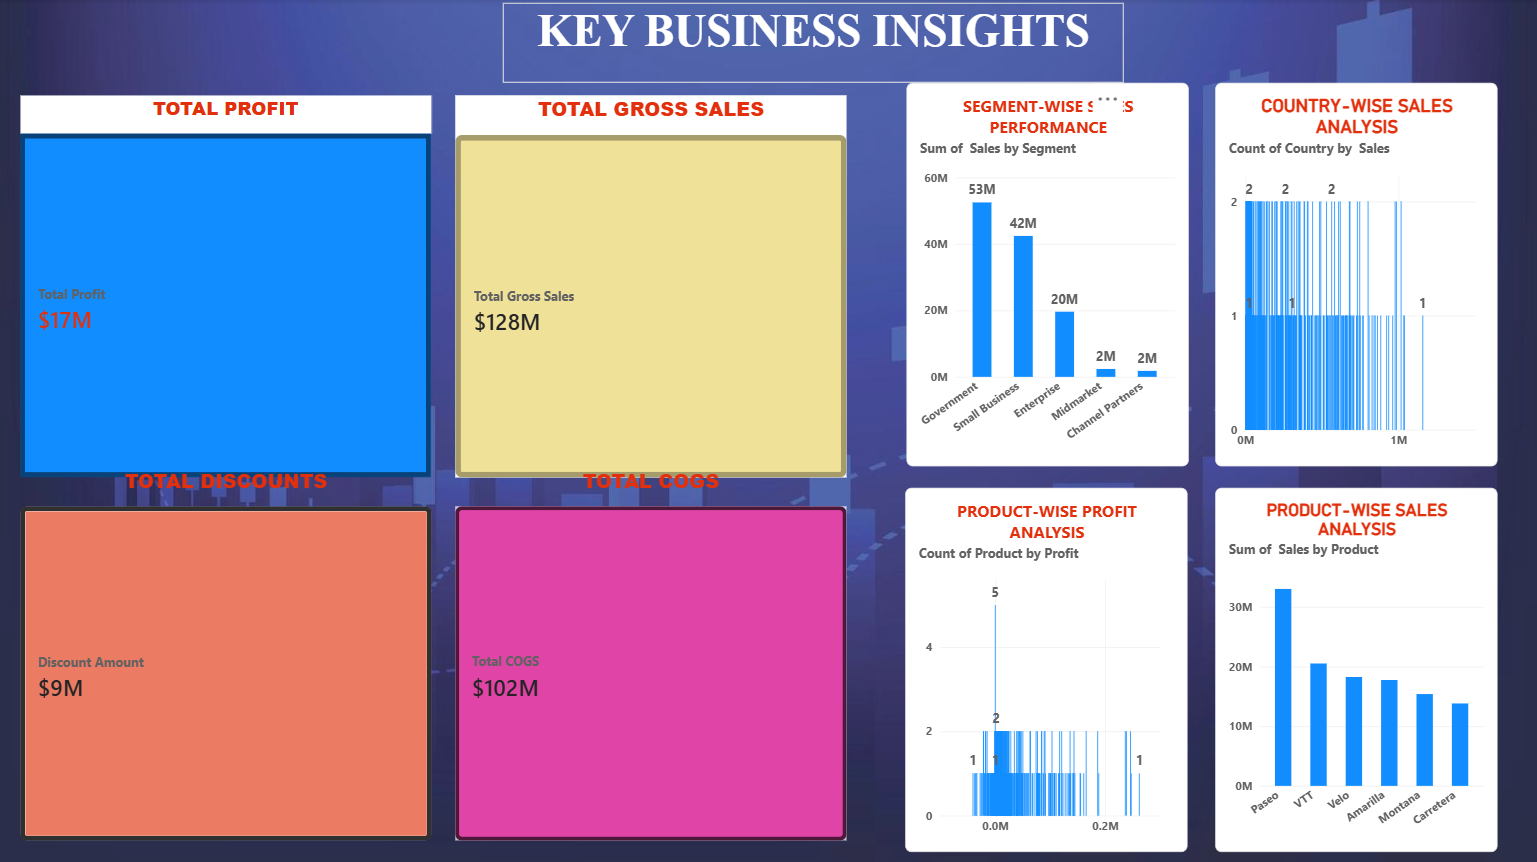 KEY BUSINESS INSIGHTS
TOTAL PROFIT
Total Profit
$17M
TOTAL GROSS SALES
Total Gross Sales
$128M
TOTAL DISCOUNTS
Discount Amount
$9M
TOTAL COGS
Total COGS
$102M
SEGMENT-WISE
PERFORMANCE
Sum of Sales by Segment
60M
40M
20M
0M
53M
42M
20M
2M
2M
Government
Small Business
Enterprise
Midmarket
Channel Partners
COUNTRY-WISE SALES
ANALYSIS
Count of Country by Sales
2
1
0
2
2
2
1
1
1
0M
1M
PRODUCT-WISE PROFIT
ANALYSIS
Count of Product by Profit
4
2
0
5
2
1
1
1
0.0M
0.2M
PRODUCT-WISE SALES
ANALYSIS
Sum of Sales by Product
30M
20M
10M
0M
Paseo
VTT
Velo
Amarilla
Montana
Carretera